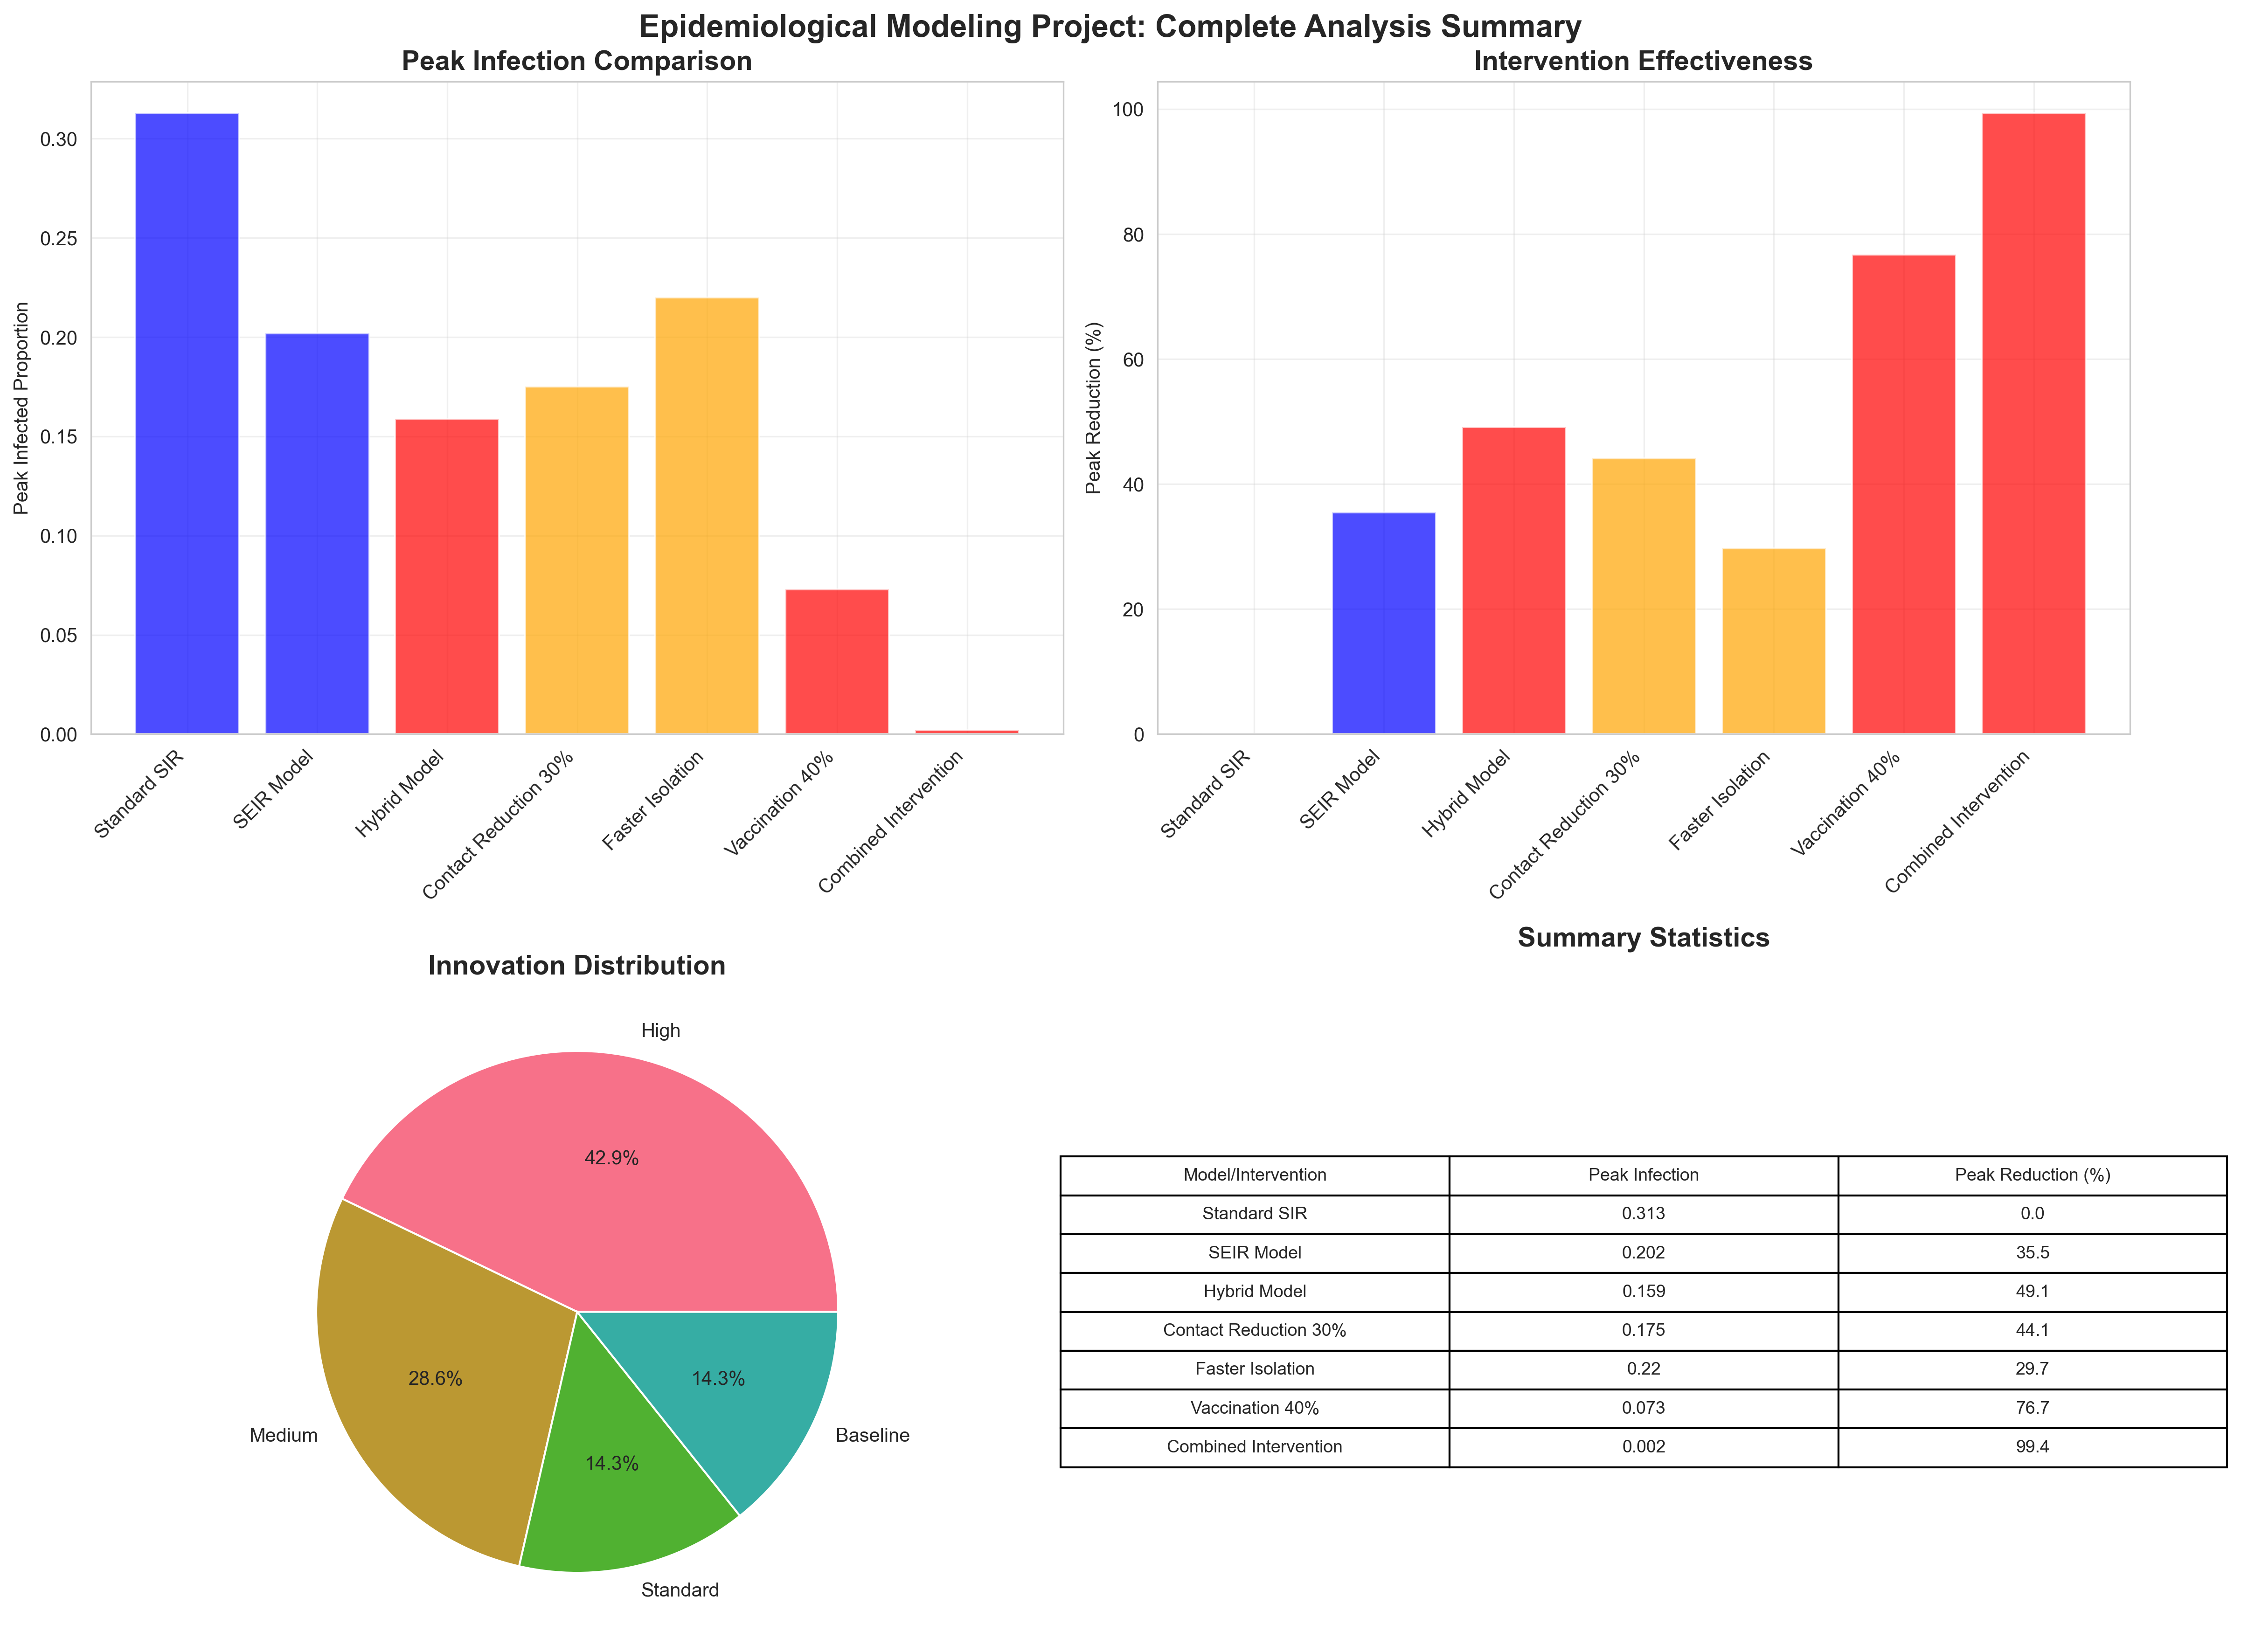 Epidemiological Modeling Project: Complete Analysis Summary
Peak Infection Comparison
Peak Infected Proportion
0.30
0.25
0.20
0.15
0.10
0.05
0.00
Standard SIR
SEIR Model
Hybrid Model
Contact Reduction 30%
Faster Isolation
Vaccination 40%
Combined Intervention
Intervention Effectiveness
Peak Reduction (%)
100
80
60
40
20
0
Standard SIR
SEIR Model
Hybrid Model
Contact Reduction 30%
Faster Isolation
Vaccination 40%
Combined Intervention
Innovation Distribution
High
42.9%
28.6%
Medium
14.3%
Standard
14.3%
Baseline
Summary Statistics
Model/Intervention Peak Infection Peak Reduction (%)
Standard SIR 0.313 0.0
SEIR Model 0.202 35.5
Hybrid Model 0.159 49.1
Contact Reduction 30% 0.175 44.1
Faster Isolation 0.22 29.7
Vaccination 40% 0.073 76.7
Combined Intervention 0.002 99.4